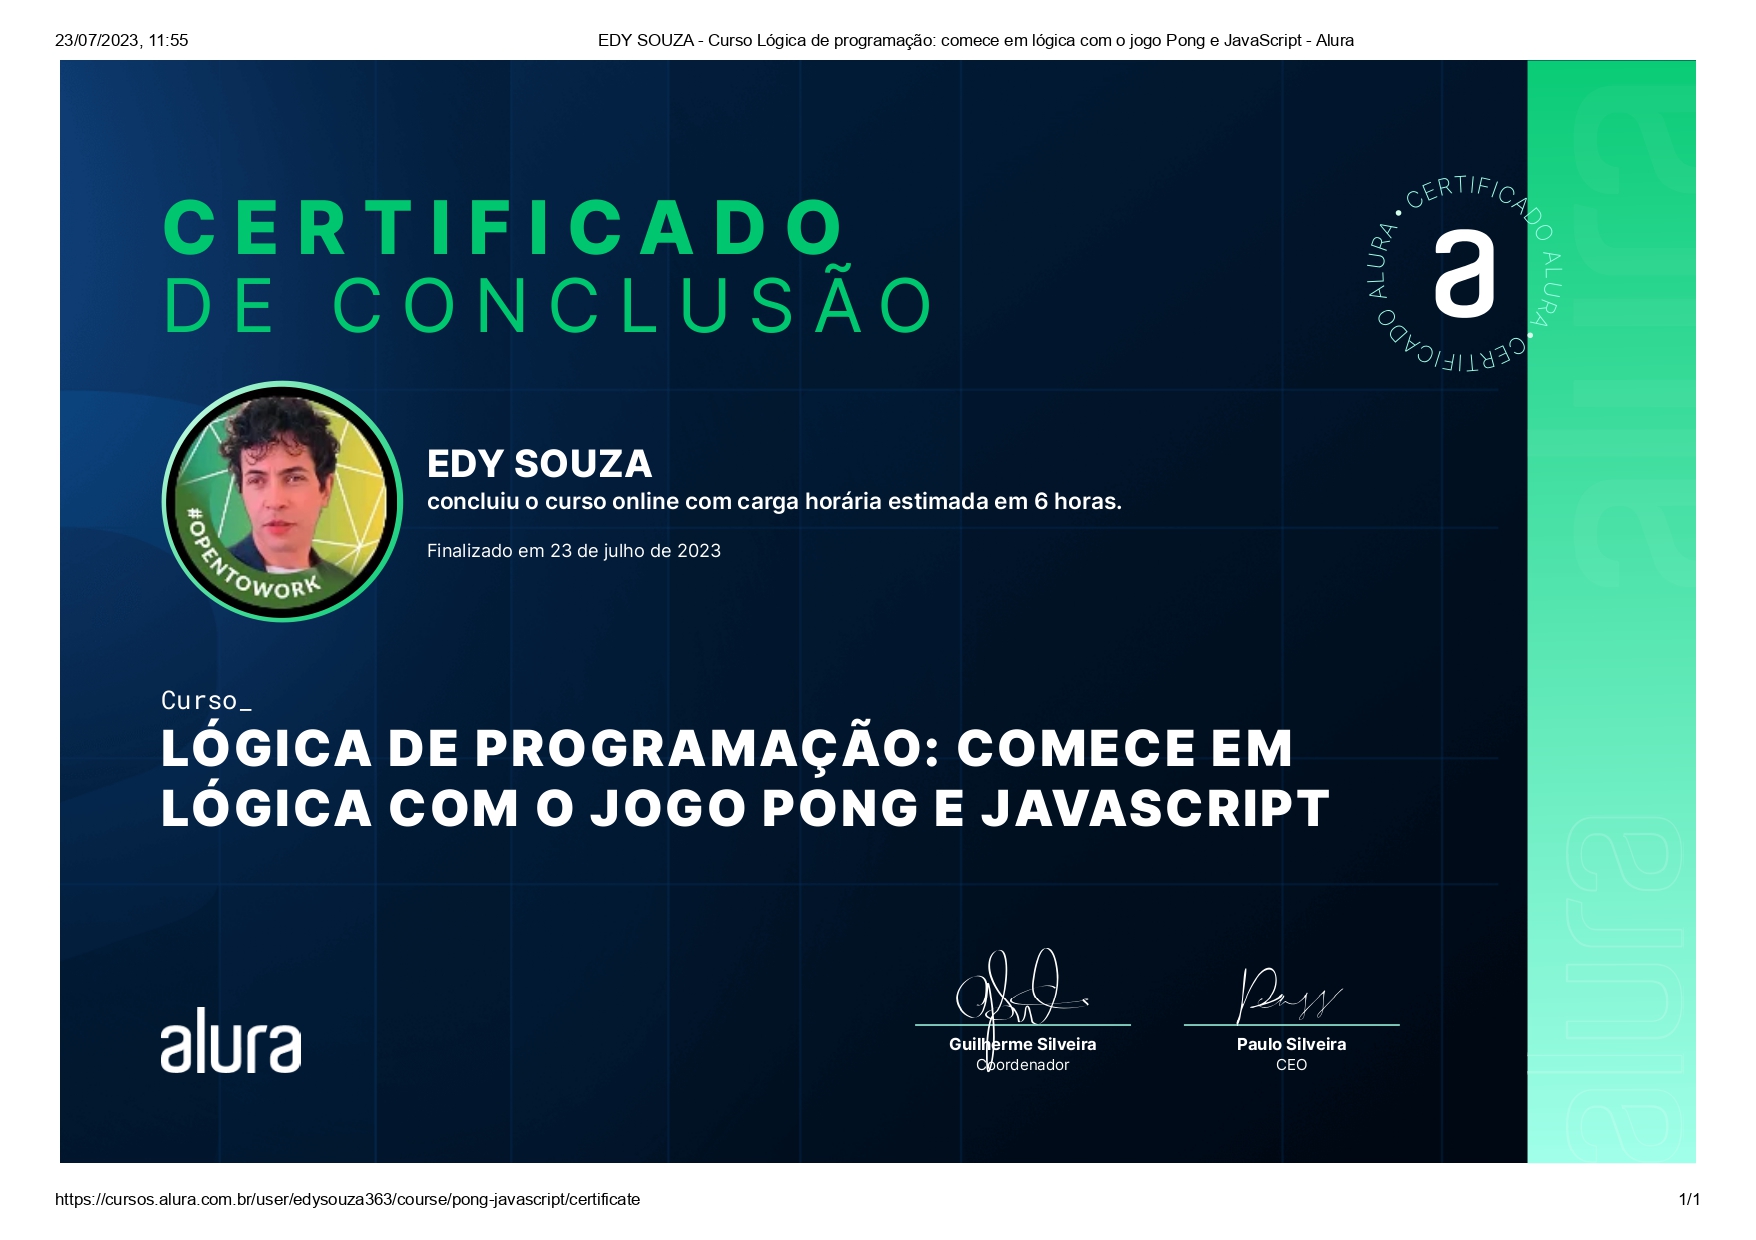 23/07/2023, 11:55
EDY SOUZA - Curso Lógica de programação: comece em lógica com o jogo Pong e JavaScript - Alura
CERTIFICADO
DE CONCLUSÃO
CERTIFICADO ALURA • CERTIFICADO ALURA •
a
EDY SOUZA
concluiu o curso online com carga horária estimada em 6 horas.
Finalizado em 23 de julho de 2023
#OPENTOWORK
Curso_
LÓGICA DE PROGRAMAÇÃO: COMECE EM
LÓGICA COM O JOGO PONG E JAVASCRIPT
alura
Guilherme Silveira
Coordenador
Paulo Silveira
CEO
alura
alura
https://cursos.alura.com.br/user/edysouza363/course/pong-javascript/certificate
1/1